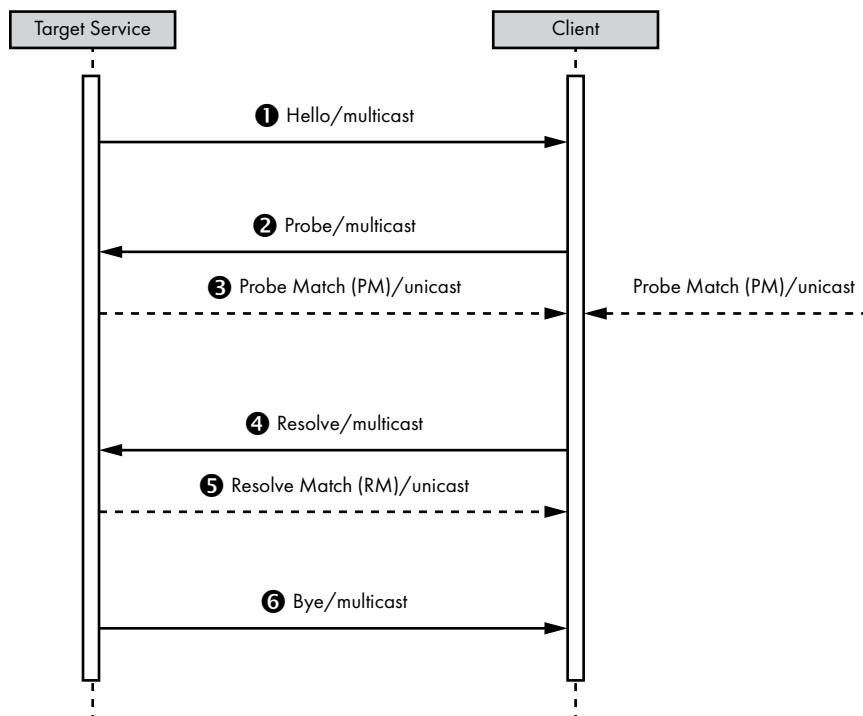 Target Service
Client
❶ Hello/multicast
❷ Probe/multicast
❸ Probe Match (PM)/unicast
Probe Match (PM)/unicast
❹ Resolve/multicast
❺ Resolve Match (RM)/unicast
❻ Bye/multicast